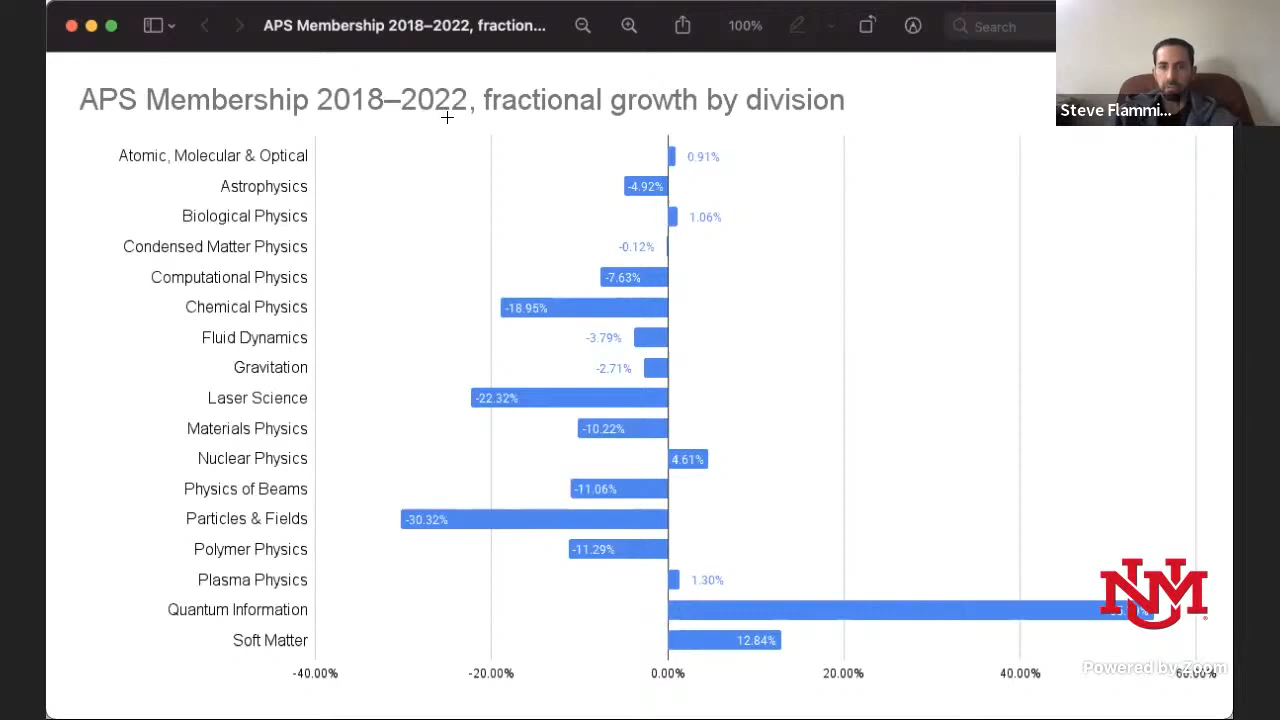 APS Membership 2018–2022, fraction...
100%
Search
Steve Flammi...
APS Membership 2018–2022, fractional growth by division
Atomic, Molecular & Optical 0.91%
Astrophysics -4.92%
Biological Physics 1.06%
Condensed Matter Physics -0.12%
Computational Physics -7.63%
Chemical Physics -18.95%
Fluid Dynamics -3.79%
Gravitation -2.71%
Laser Science -22.32%
Materials Physics -10.22%
Nuclear Physics 4.61%
Physics of Beams -11.06%
Particles & Fields -30.32%
Polymer Physics -11.29%
Plasma Physics 1.30%
Quantum Information
Soft Matter 12.84%
NM
-40.00% -20.00% 0.00% 20.00% 40.00% 60.00%
Powered by Zoom